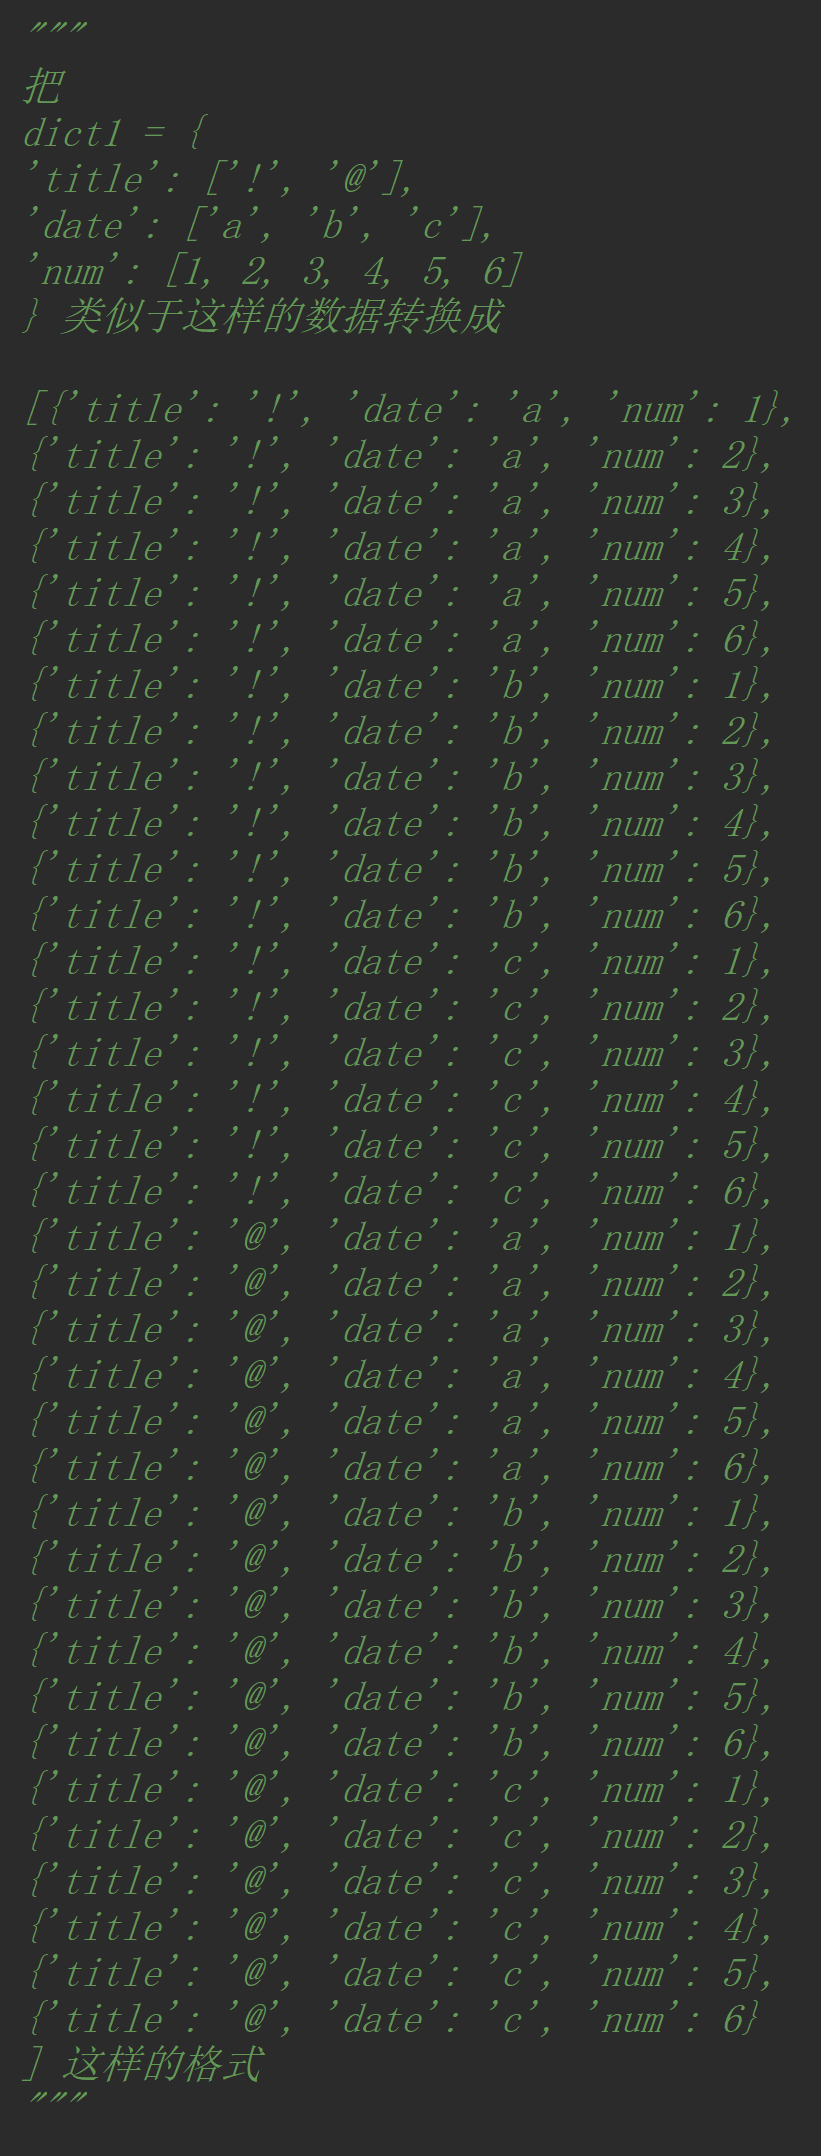 """
把
dict1 = {
'title': ['!', '@'],
'date': ['a', 'b', 'c'],
'num': [1, 2, 3, 4, 5, 6]
} 类似于这样的数据转换成
[{'title': '!', 'date': 'a', 'num': 1},
{'title': '!', 'date': 'a', 'num': 2},
{'title': '!', 'date': 'a', 'num': 3},
{'title': '!', 'date': 'a', 'num': 4},
{'title': '!', 'date': 'a', 'num': 5},
{'title': '!', 'date': 'a', 'num': 6},
{'title': '!', 'date': 'b', 'num': 1},
{'title': '!', 'date': 'b', 'num': 2},
{'title': '!', 'date': 'b', 'num': 3},
{'title': '!', 'date': 'b', 'num': 4},
{'title': '!', 'date': 'b', 'num': 5},
{'title': '!', 'date': 'b', 'num': 6},
{'title': '!', 'date': 'c', 'num': 1},
{'title': '!', 'date': 'c', 'num': 2},
{'title': '!', 'date': 'c', 'num': 3},
{'title': '!', 'date': 'c', 'num': 4},
{'title': '!', 'date': 'c', 'num': 5},
{'title': '!', 'date': 'c', 'num': 6},
{'title': '@', 'date': 'a', 'num': 1},
{'title': '@', 'date': 'a', 'num': 2},
{'title': '@', 'date': 'a', 'num': 3},
{'title': '@', 'date': 'a', 'num': 4},
{'title': '@', 'date': 'a', 'num': 5},
{'title': '@', 'date': 'a', 'num': 6},
{'title': '@', 'date': 'b', 'num': 1},
{'title': '@', 'date': 'b', 'num': 2},
{'title': '@', 'date': 'b', 'num': 3},
{'title': '@', 'date': 'b', 'num': 4},
{'title': '@', 'date': 'b', 'num': 5},
{'title': '@', 'date': 'b', 'num': 6},
{'title': '@', 'date': 'c', 'num': 1},
{'title': '@', 'date': 'c', 'num': 2},
{'title': '@', 'date': 'c', 'num': 3},
{'title': '@', 'date': 'c', 'num': 4},
{'title': '@', 'date': 'c', 'num': 5},
{'title': '@', 'date': 'c', 'num': 6}
] 这样的格式
"""